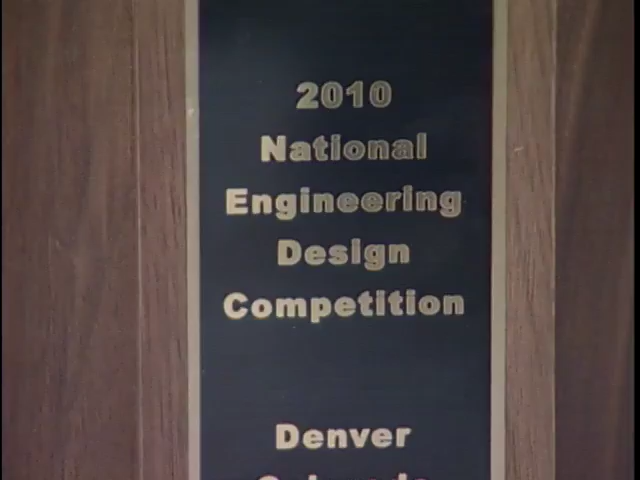 2010
National
Engineering
Design
Competition
Denver